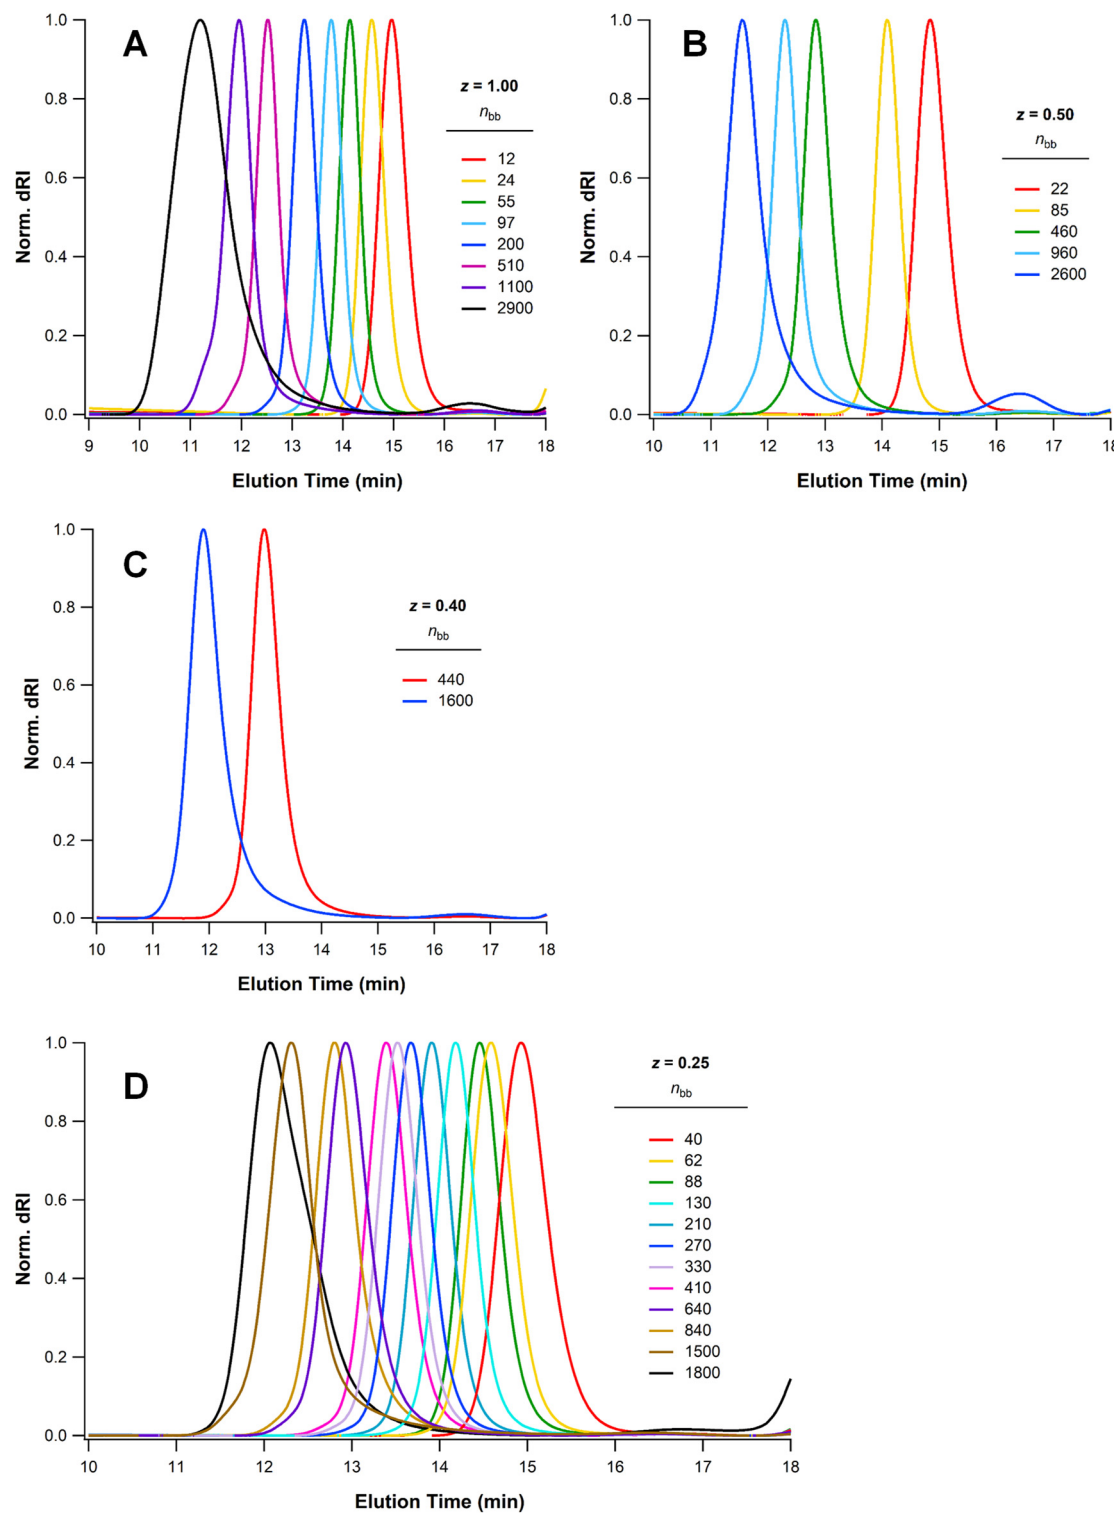 A
z = 1.00
nbb
12
24
55
97
200
510
1100
2900
Norm. dRI
1.0
0.8
0.6
0.4
0.2
0.0
9 10 11 12 13 14 15 16 17 18
Elution Time (min)
B
z = 0.50
nbb
22
85
460
960
2600
Norm. dRI
1.0
0.8
0.6
0.4
0.2
0.0
10 11 12 13 14 15 16 17 18
Elution Time (min)
C
z = 0.40
nbb
440
1600
Norm. dRI
1.0
0.8
0.6
0.4
0.2
0.0
10 11 12 13 14 15 16 17 18
Elution Time (min)
D
z = 0.25
nbb
40
62
88
130
210
270
330
410
640
840
1500
1800
Norm. dRI
1.0
0.8
0.6
0.4
0.2
0.0
10 11 12 13 14 15 16 17 18
Elution Time (min)